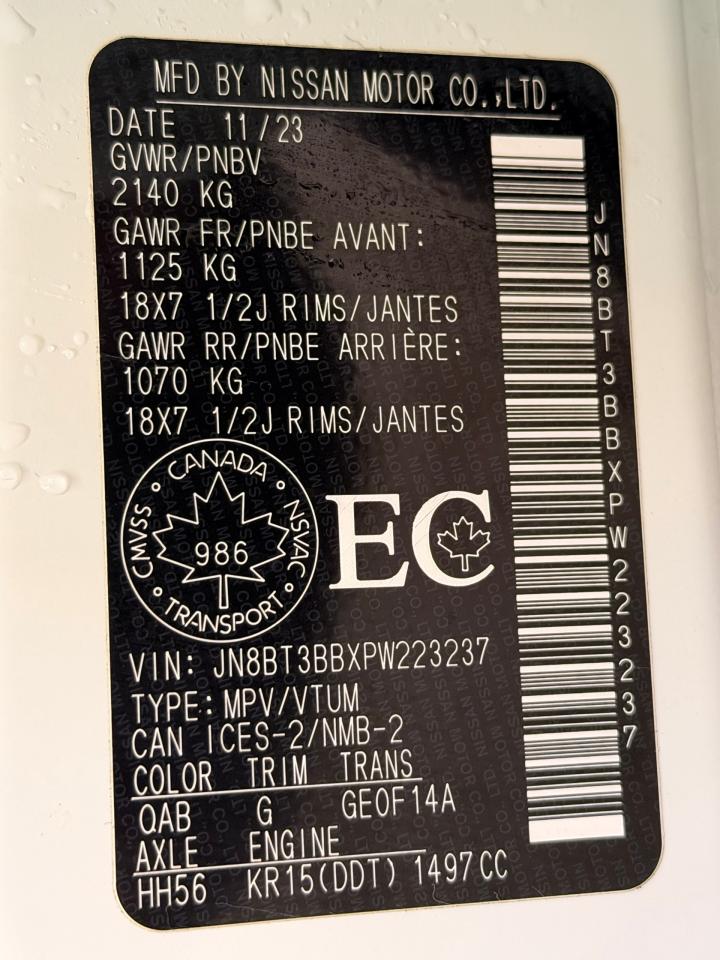 MFD BY NISSAN MOTOR CO.,LTD.
DATE 11/23
GVWR/PNBV
2140 KG
GAWR FR/PNBE AVANT:
1125 KG
18X7 1/2J RIMS/JANTES
GAWR RR/PNBE ARRIÈRE:
1070 KG
18X7 1/2J RIMS/JANTES
CANADA
CMVSS
NSVAC
986
TRANSPORT
EC
VIN: JN8BT3BBXPW223237
TYPE: MPV/VTUM
CAN ICES-2/NMB-2
COLOR TRIM TRANS
QAB G GEOF14A
AXLE ENGINE
HH56 KR15(DDT) 1497CC
JN8BT3BBXPW223237